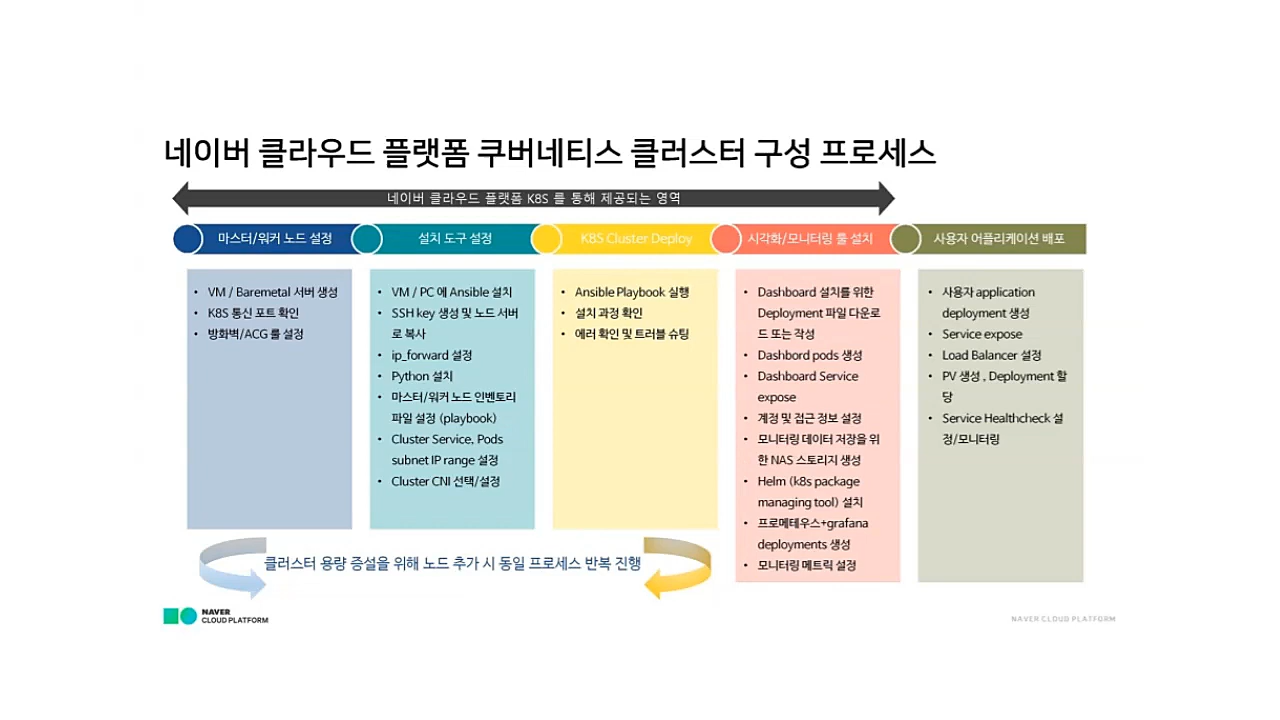 네이버 클라우드 플랫폼 쿠버네티스 클러스터 구성 프로세스
네이버 클라우드 플랫폼 K8S 를 통해 제공되는 영역
마스터/워커 노드 설정
• VM / Baremetal 서버 생성
• K8S 통신 포트 확인
• 방화벽/ACG 룰 설정
설치 도구 설정
• VM / PC 에 Ansible 설치
• SSH key 생성 및 노드 서버
로 복사
• ip_forward 설정
• Python 설치
• 마스터/워커 노드 인벤토리
파일 설정 (playbook)
• Cluster Service, Pods
subnet IP range 설정
• Cluster CNI 선택/설정
K8S Cluster Deploy
• Ansible Playbook 실행
• 설치 과정 확인
• 에러 확인 및 트러블 슈팅
시각화/모니터링 툴 설치
• Dashboard 설치를 위한
Deployment 파일 다운로
드 또는 작성
• Dashbord pods 생성
• Dashboard Service
expose
• 계정 및 접근 정보 설정
• 모니터링 데이터 저장을 위
한 NAS 스토리지 생성
• Helm (k8s package
managing tool) 설치
• 프로메테우스+grafana
deployments 생성
• 모니터링 메트릭 설정
사용자 어플리케이션 배포
• 사용자 application
deployment 생성
• Service expose
• Load Balancer 설정
• PV 생성 , Deployment 할
당
• Service Healthcheck 설
정/모니터링
클러스터 용량 증설을 위해 노드 추가 시 동일 프로세스 반복 진행
NAVER
CLOUD PLATFORM
NAVER CLOUD PLATFORM